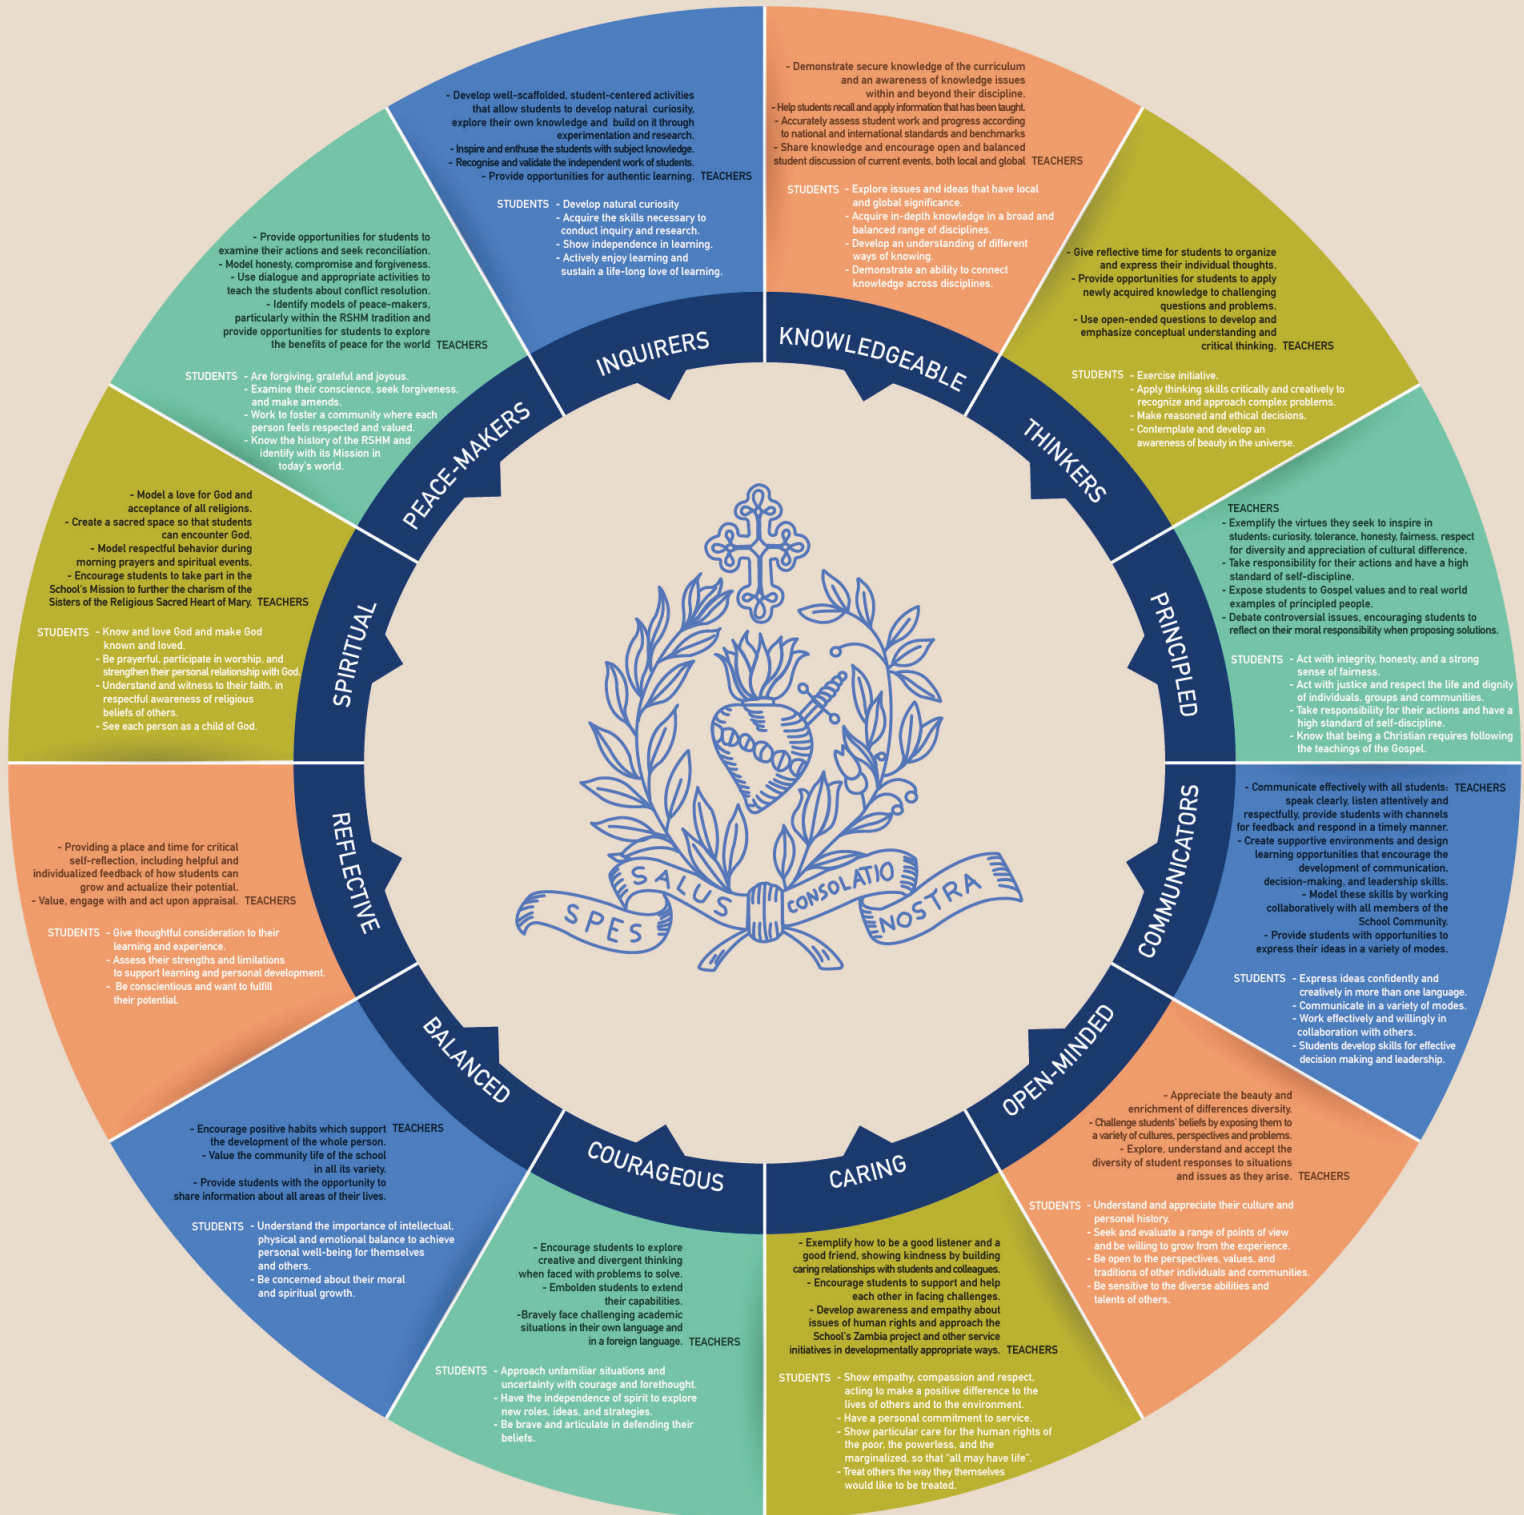 - Develop well-scaffolded, student-centered activities
that allow students to develop natural curiosity,
explore their own knowledge and build on it through
experimentation and research.
- Inspire and enthuse the students with subject knowledge.
- Recognise and validate the independent work of students.
- Provide opportunities for authentic learning. TEACHERS
STUDENTS - Develop natural curiosity
- Acquire the skills necessary to
conduct inquiry and research.
- Show independence in learning.
- Actively enjoy learning and
sustain a life-long love of learning.
INQUIRERS
- Demonstrate secure knowledge of the curriculum
and an awareness of knowledge issues
within and beyond their discipline.
- Help students recall and apply information that has been taught.
- Accurately assess student work and progress according
to national and international standards and benchmarks
- Share knowledge and encourage open and balanced
student discussion of current events, both local and global TEACHERS
STUDENTS - Explore issues and ideas that have local
and global significance.
- Acquire in-depth knowledge in a broad and
balanced range of disciplines.
- Develop an understanding of different
ways of knowing.
- Demonstrate an ability to connect
knowledge across disciplines.
KNOWLEDGEABLE
- Give reflective time for students to organize
and express their individual thoughts.
- Provide opportunities for students to apply
newly acquired knowledge to challenging
questions and problems.
- Use open-ended questions to develop and
emphasize conceptual understanding and
critical thinking. TEACHERS
STUDENTS - Exercise initiative.
- Apply thinking skills critically and creatively to
recognize and approach complex problems.
- Make reasoned and ethical decisions.
- Contemplate and develop an
awareness of beauty in the universe.
THINKERS
TEACHERS
- Exemplify the virtues they seek to inspire in
students: curiosity, tolerance, honesty, fairness, respect
for diversity and appreciation of cultural difference.
- Take responsibility for their actions and have a high
standard of self-discipline.
- Expose students to Gospel values and to real world
examples of principled people.
- Debate controversial issues, encouraging students to
reflect on their moral responsibility when proposing solutions.
STUDENTS - Act with integrity, honesty, and a strong
sense of fairness.
- Act with justice and respect the life and dignity
of individuals, groups and communities.
- Take responsibility for their actions and have a
high standard of self-discipline.
- Know that being a Christian requires following
the teachings of the Gospel.
PRINCIPLED
- Communicate effectively with all students: TEACHERS
speak clearly, listen attentively and
respectfully, provide students with channels
for feedback and respond in a timely manner.
- Create supportive environments and design
learning opportunities that encourage the
development of communication,
decision-making, and leadership skills.
- Model these skills by working
collaboratively with all members of the
School Community.
- Provide students with opportunities to
express their ideas in a variety of modes.
STUDENTS - Express ideas confidently and
creatively in more than one language.
- Communicate in a variety of modes.
- Work effectively and willingly in
collaboration with others.
- Students develop skills for effective
decision making and leadership.
COMMUNICATORS
- Appreciate the beauty and
enrichment of differences diversity.
- Challenge students' beliefs by exposing them to
a variety of cultures, perspectives and problems.
- Explore, understand and accept the
diversity of student responses to situations
and issues as they arise. TEACHERS
STUDENTS - Understand and appreciate their culture and
personal history.
- Seek and evaluate a range of points of view
and be willing to grow from the experience.
- Be open to the perspectives, values, and
traditions of other individuals and communities.
- Be sensitive to the diverse abilities and
talents of others.
OPEN-MINDED
- Exemplify how to be a good listener and a
good friend, showing kindness by building
caring relationships with students and colleagues.
- Encourage students to support and help
each other in facing challenges.
- Develop awareness and empathy about
issues of human rights and approach the
School's Zambia project and other service
initiatives in developmentally appropriate ways. TEACHERS
STUDENTS - Show empathy, compassion and respect,
acting to make a positive difference to the
lives of others and to the environment.
- Have a personal commitment to service.
- Show particular care for the human rights of
the poor, the powerless, and the
marginalized, so that "all may have life".
- Treat others the way they themselves
would like to be treated.
CARING
- Encourage students to explore
creative and divergent thinking
when faced with problems to solve.
- Embolden students to extend
their capabilities.
-Bravely face challenging academic
situations in their own language and
in a foreign language. TEACHERS
STUDENTS - Approach unfamiliar situations and
uncertainty with courage and forethought.
- Have the independence of spirit to explore
new roles, ideas, and strategies.
- Be brave and articulate in defending their
beliefs.
COURAGEOUS
- Encourage positive habits which support TEACHERS
the development of the whole person.
- Value the community life of the school
in all its variety.
- Provide students with the opportunity to
share information about all areas of their lives.
STUDENTS - Understand the importance of intellectual,
physical and emotional balance to achieve
personal well-being for themselves
and others.
- Be concerned about their moral
and spiritual growth.
BALANCED
- Providing a place and time for critical
self-reflection, including helpful and
individualized feedback of how students can
grow and actualize their potential.
- Value, engage with and act upon appraisal. TEACHERS
STUDENTS - Give thoughtful consideration to their
learning and experience.
- Assess their strengths and limitations
to support learning and personal development.
- Be conscientious and want to fulfill
their potential.
REFLECTIVE
- Model a love for God and
acceptance of all religions.
- Create a sacred space so that students
can encounter God.
- Model respectful behavior during
morning prayers and spiritual events.
- Encourage students to take part in the
School's Mission to further the charism of the
Sisters of the Religious Sacred Heart of Mary. TEACHERS
STUDENTS - Know and love God and make God
known and loved.
- Be prayerful, participate in worship, and
strengthen their personal relationship with God.
- Understand and witness to their faith, in
respectful awareness of religious
beliefs of others.
- See each person as a child of God.
SPIRITUAL
- Provide opportunities for students to
examine their actions and seek reconciliation.
- Model honesty, compromise and forgiveness.
- Use dialogue and appropriate activities to
teach the students about conflict resolution.
- Identify models of peace-makers,
particularly within the RSHM tradition and
provide opportunities for students to explore
the benefits of peace for the world TEACHERS
STUDENTS - Are forgiving, grateful and joyous.
- Examine their conscience, seek forgiveness,
and make amends.
- Work to foster a community where each
person feels respected and valued.
- Know the history of the RSHM and
identify with its Mission in
today's world.
PEACE-MAKERS
SPES SALUS CONSOLATIO NOSTRA